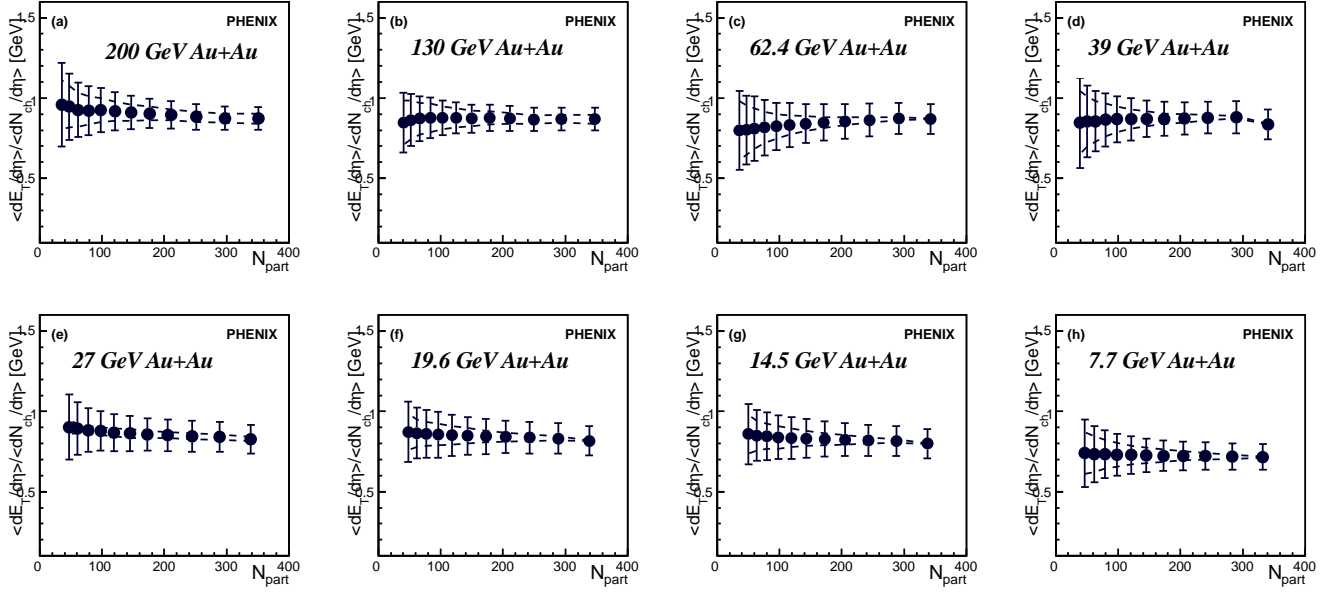 (a) PHENIX
200 GeV Au+Au
<dE_T/dη>/<dN_ch/dη> [GeV]
0.5 1 1.5
0 100 200 300 400
N_part
(b) PHENIX
130 GeV Au+Au
<dE_T/dη>/<dN_ch/dη> [GeV]
0.5 1 1.5
0 100 200 300 400
N_part
(c) PHENIX
62.4 GeV Au+Au
<dE_T/dη>/<dN_ch/dη> [GeV]
0.5 1 1.5
0 100 200 300 400
N_part
(d) PHENIX
39 GeV Au+Au
<dE_T/dη>/<dN_ch/dη> [GeV]
0.5 1 1.5
0 100 200 300 400
N_part
(e) PHENIX
27 GeV Au+Au
<dE_T/dη>/<dN_ch/dη> [GeV]
0.5 1 1.5
0 100 200 300 400
N_part
(f) PHENIX
19.6 GeV Au+Au
<dE_T/dη>/<dN_ch/dη> [GeV]
0.5 1 1.5
0 100 200 300 400
N_part
(g) PHENIX
14.5 GeV Au+Au
<dE_T/dη>/<dN_ch/dη> [GeV]
0.5 1 1.5
0 100 200 300 400
N_part
(h) PHENIX
7.7 GeV Au+Au
<dE_T/dη>/<dN_ch/dη> [GeV]
0.5 1 1.5
0 100 200 300 400
N_part